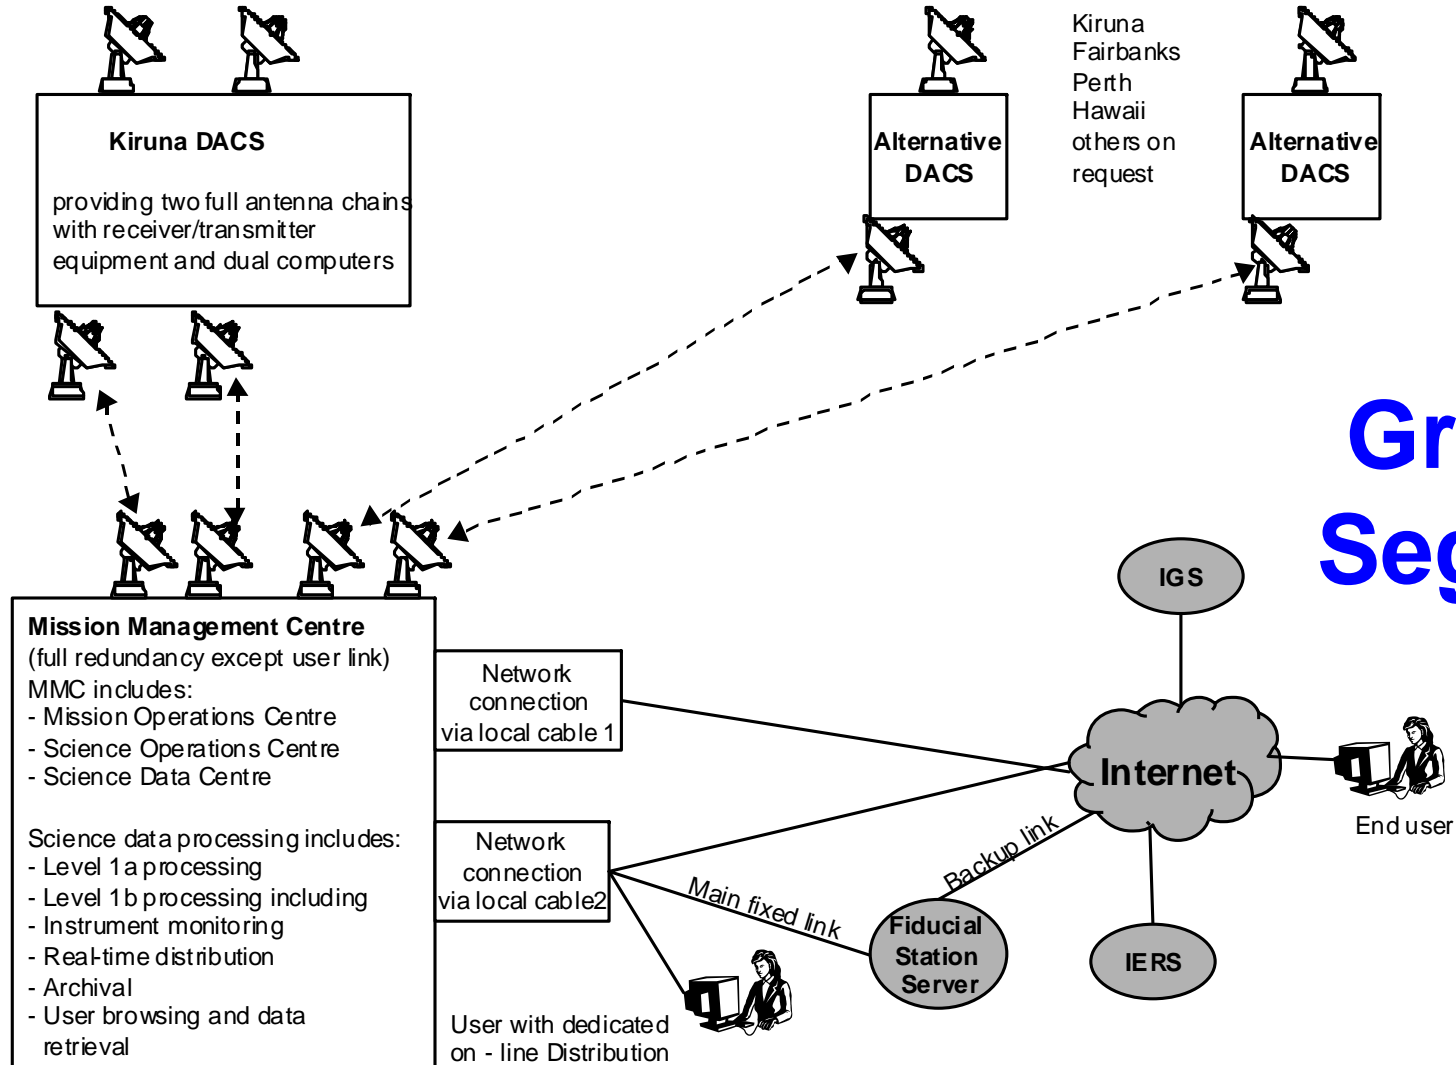 Kiruna DACS
providing two full antenna chains
with receiver/transmitter
equipment and dual computers
Alternative
DACS
Kiruna
Fairbanks
Perth
Hawaii
others on
request
Alternative
DACS
Gr
Seg
Mission Management Centre
(full redundancy except user link)
MMC includes:
- Mission Operations Centre
- Science Operations Centre
- Science Data Centre
Science data processing includes:
- Level 1a processing
- Level 1b processing including
- Instrument monitoring
- Real-time distribution
- Archival
- User browsing and data
retrieval
Network
connection
via local cable 1
Network
connection
via local cable2
IGS
Internet
End user
Backup link
Main fixed link
Fiducial
Station
Server
IERS
User with dedicated
on - line Distribution